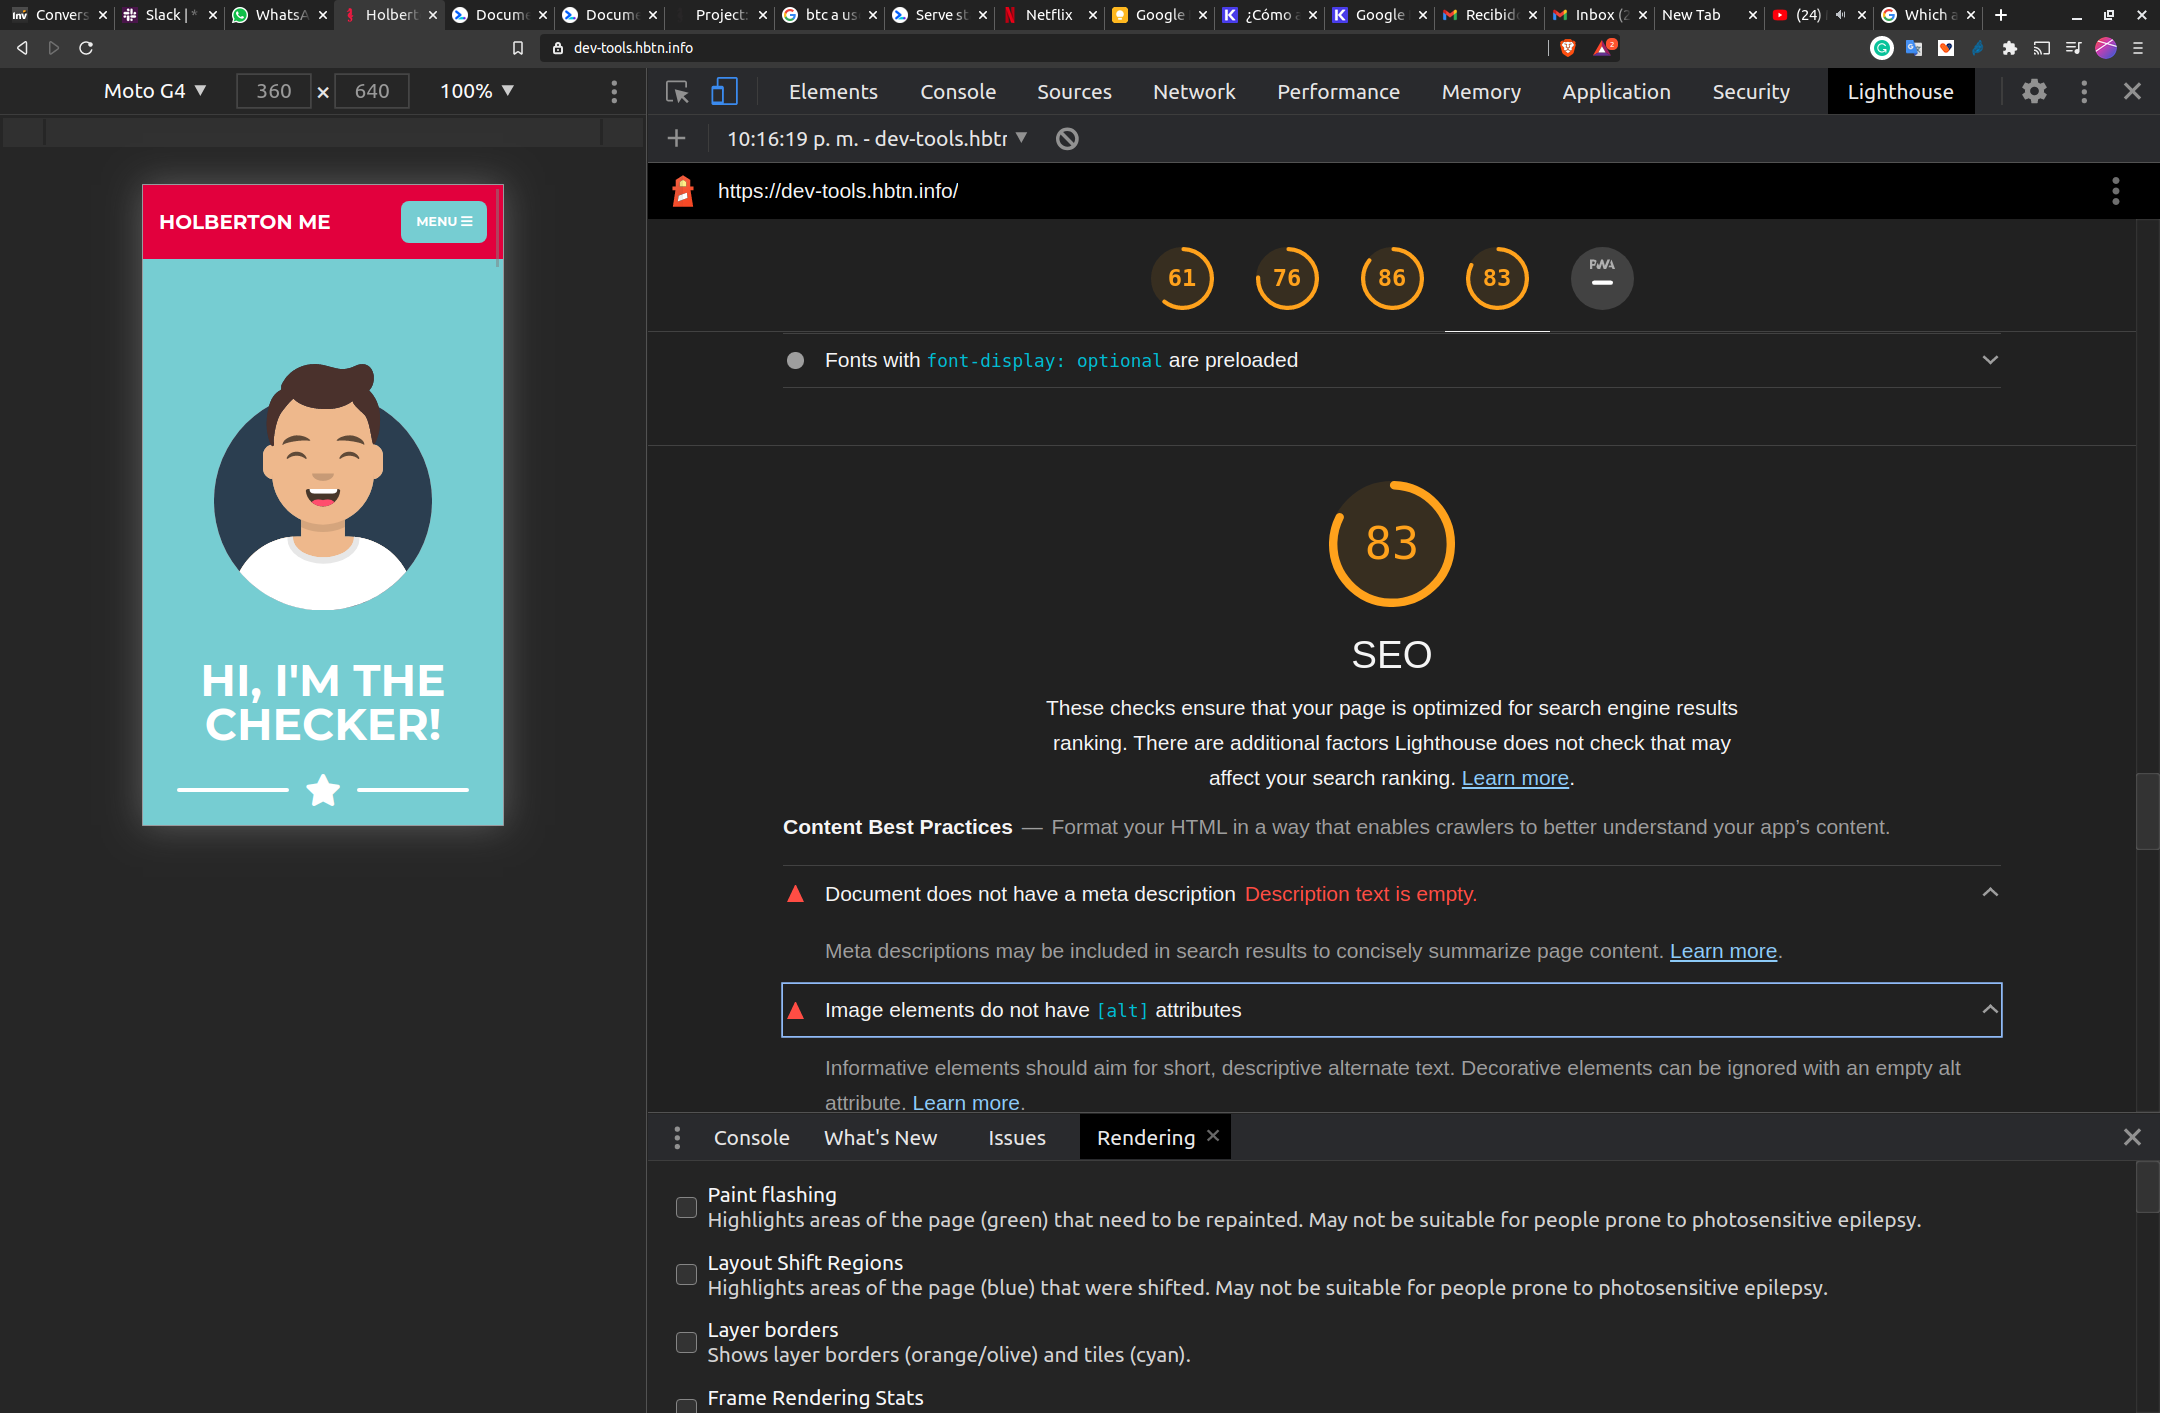 Convers
Slack | *
WhatsA
Holbert
Docume
Docume
Project:
btc a us
Serve st
Netflix
Google
¿Cómo a
Google
Recibido
Inbox (2
New Tab
(24)
Which a
dev-tools.hbtn.info
2
Moto G4
360
×
640
100%
Elements
Console
Sources
Network
Performance
Memory
Application
Security
Lighthouse
10:16:19 p. m. - dev-tools.hbtr
https://dev-tools.hbtn.info/
HOLBERTON ME
MENU
HI, I'M THE
CHECKER!
61
76
86
83
PWA
Fonts with font-display: optional are preloaded
83
SEO
These checks ensure that your page is optimized for search engine results
ranking. There are additional factors Lighthouse does not check that may
affect your search ranking. Learn more.
Content Best Practices — Format your HTML in a way that enables crawlers to better understand your app's content.
Document does not have a meta description Description text is empty.
Meta descriptions may be included in search results to concisely summarize page content. Learn more.
Image elements do not have [alt] attributes
Informative elements should aim for short, descriptive alternate text. Decorative elements can be ignored with an empty alt
attribute. Learn more.
Console
What's New
Issues
Rendering
Paint flashing
Highlights areas of the page (green) that need to be repainted. May not be suitable for people prone to photosensitive epilepsy.
Layout Shift Regions
Highlights areas of the page (blue) that were shifted. May not be suitable for people prone to photosensitive epilepsy.
Layer borders
Shows layer borders (orange/olive) and tiles (cyan).
Frame Rendering Stats